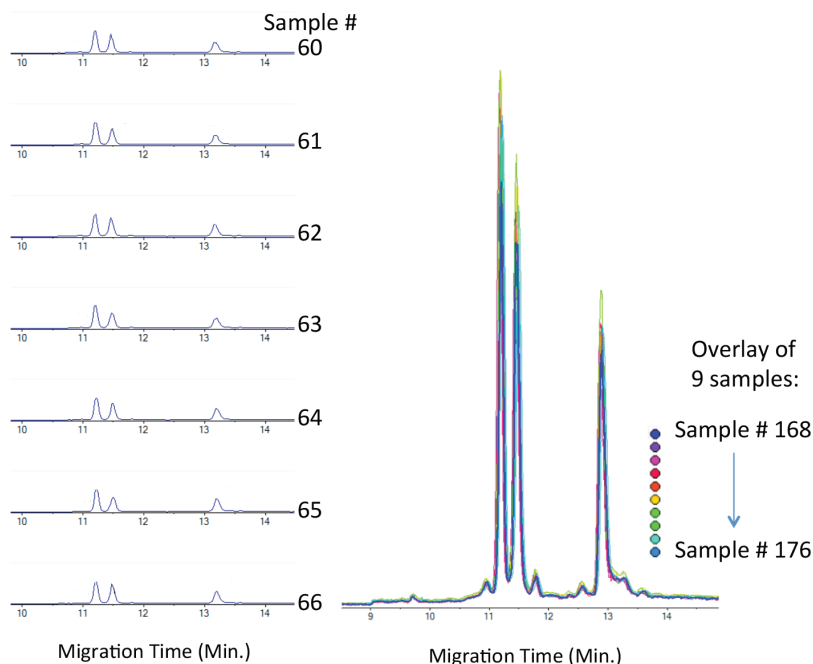 Sample #
60
10 11 12 13 14
61
10 11 12 13 14
62
10 11 12 13 14
63
10 11 12 13 14
64
10 11 12 13 14
65
10 11 12 13 14
66
10 11 12 13 14
Migration Time (Min.)
Overlay of
9 samples:
Sample # 168
Sample # 176
9 10 11 12 13 14
Migration Time (Min.)